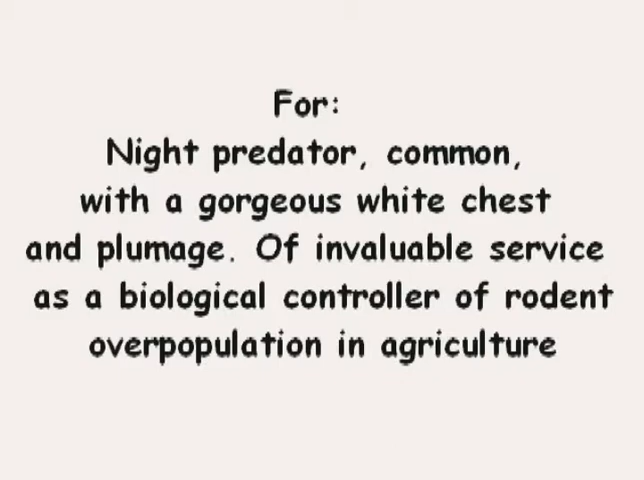 For:
Night predator, common,
with a gorgeous white chest
and plumage. Of invaluable service
as a biological controller of rodent
overpopulation in agriculture